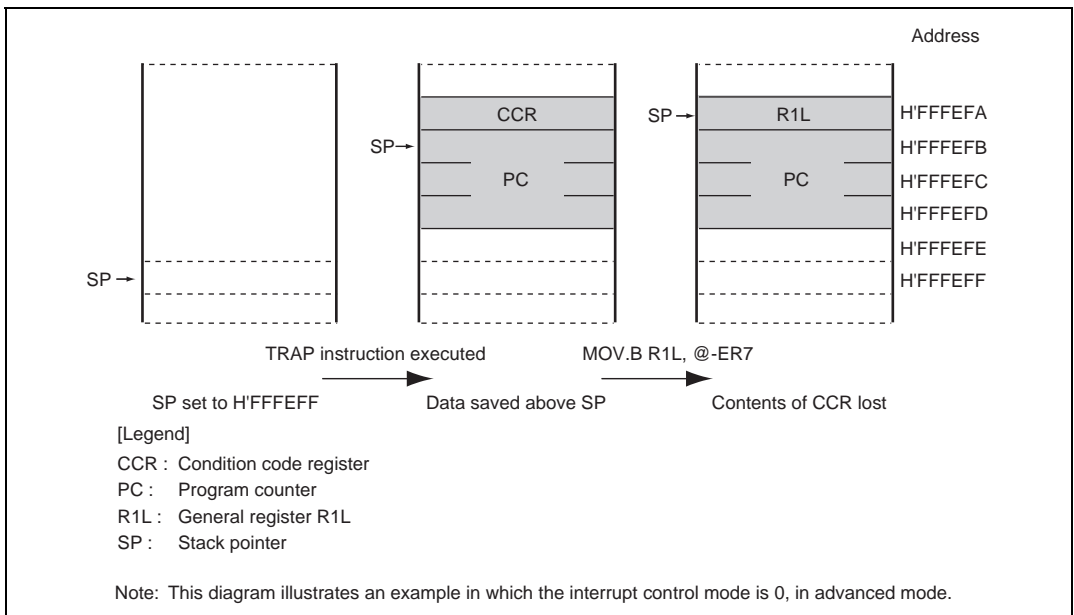 Address
CCR
SP
R1L
H'FFFEFA
SP
H'FFFEFB
PC
PC
H'FFFEFC
H'FFFEFD
H'FFFEFE
SP
H'FFFEFF
TRAP instruction executed
MOV.B R1L, @-ER7
SP set to H'FFFEFF
Data saved above SP
Contents of CCR lost
[Legend]
CCR : Condition code register
PC : Program counter
R1L : General register R1L
SP : Stack pointer
Note: This diagram illustrates an example in which the interrupt control mode is 0, in advanced mode.